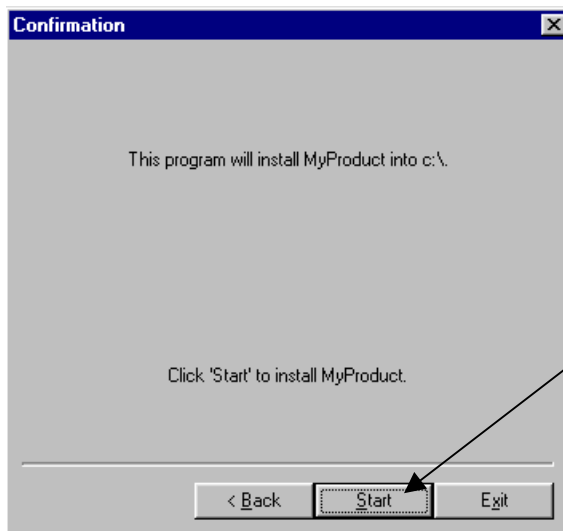 Confirmation
This program will install MyProduct into c:\.
Click 'Start' to install MyProduct.
< Back Start Exit